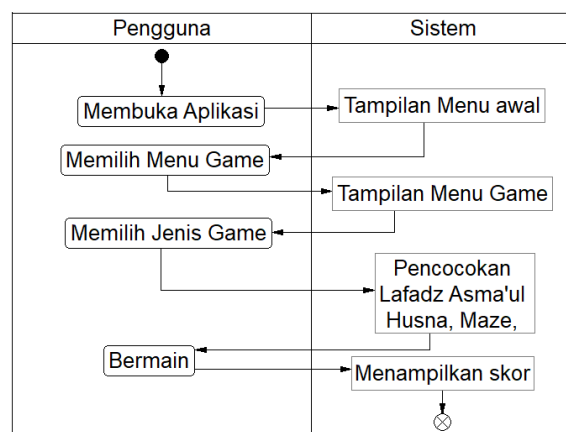 Pengguna
Sistem
Membuka Aplikasi
Tampilan Menu awal
Memilih Menu Game
Tampilan Menu Game
Memilih Jenis Game
Pencocokan
Lafadz Asma'ul
Husna, Maze,
Bermain
Menampilkan skor